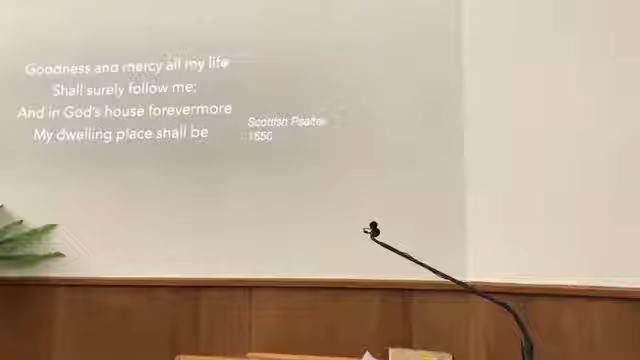 Goodness and mercy all my life
Shall surely follow me;
And in God's house forevermore
My dwelling place shall be
Scottish Psalter
1650